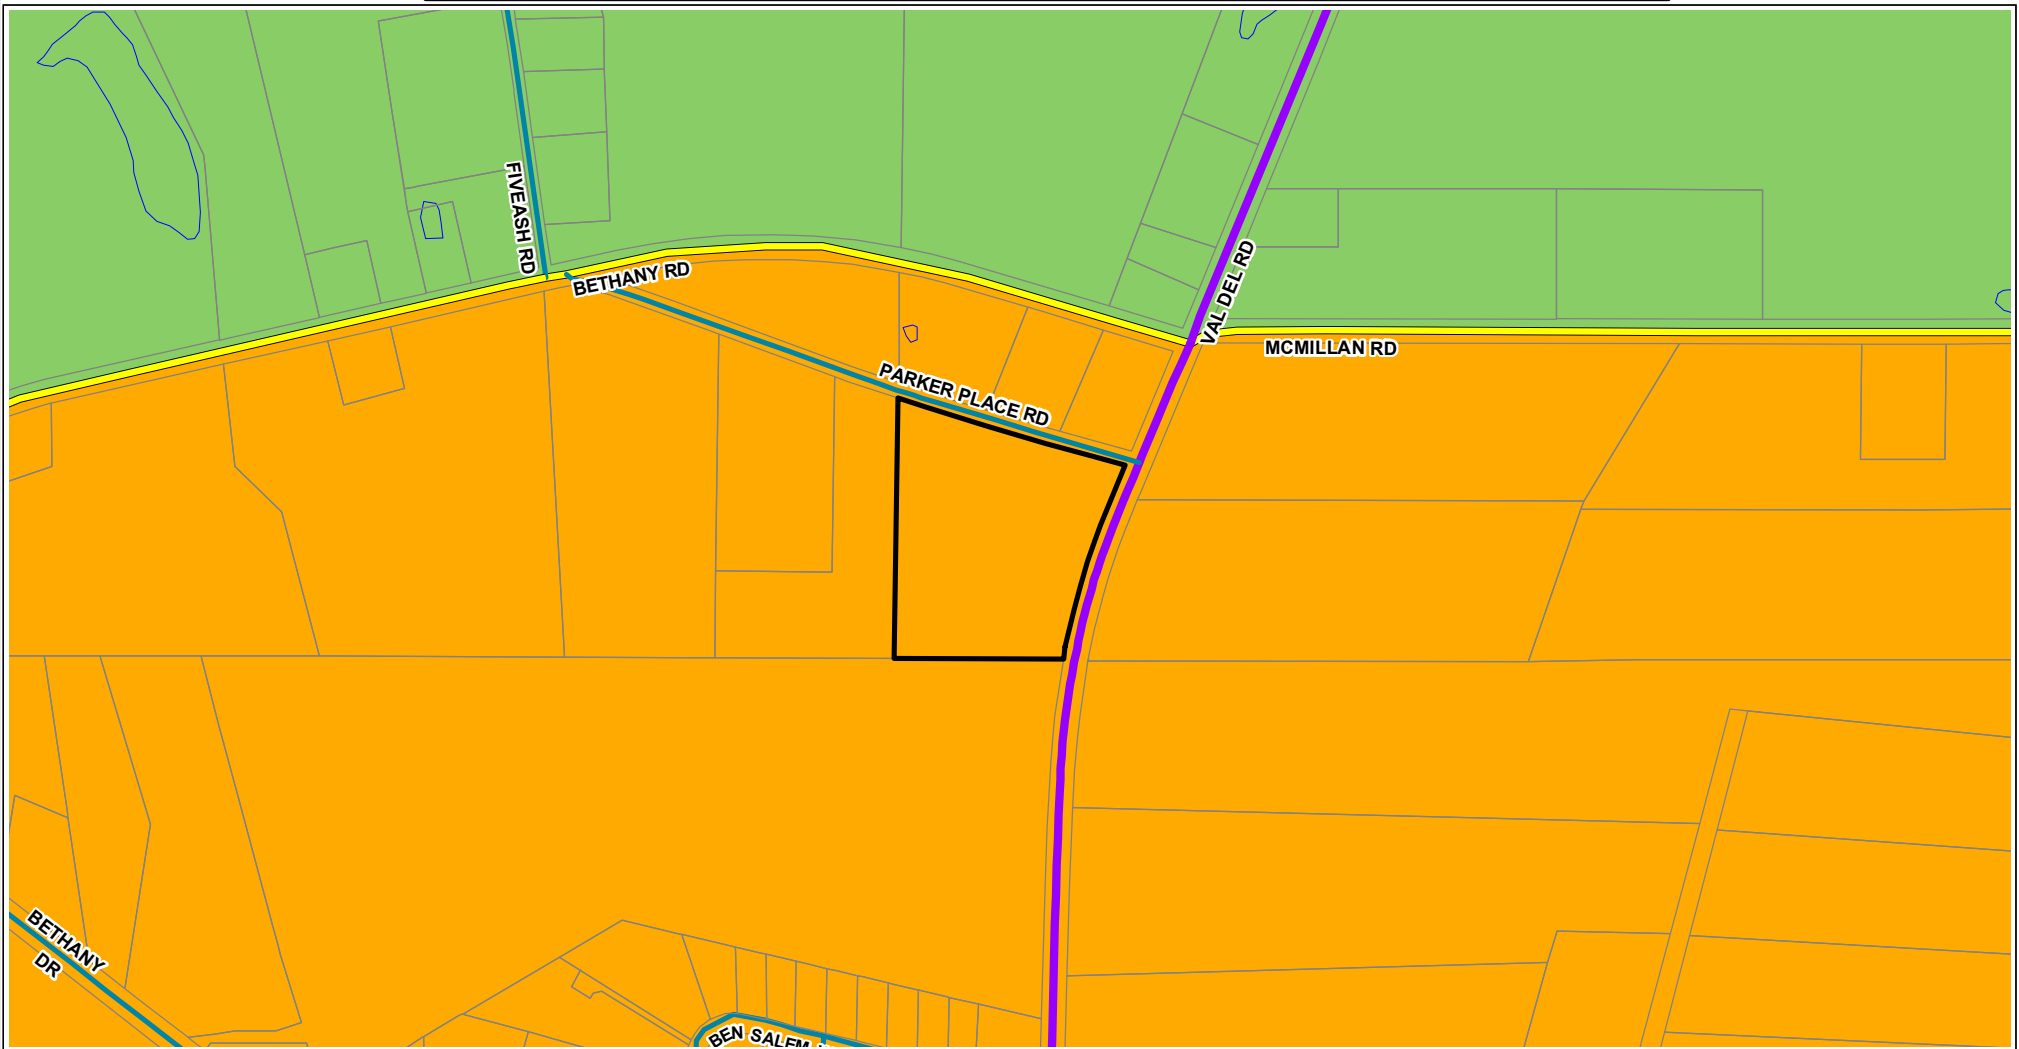 FIVEASH RD
BETHANY RD
VAL DEL RD
MCMILLAN RD
PARKER PLACE RD
BETHANY
DR
BEN SALEM